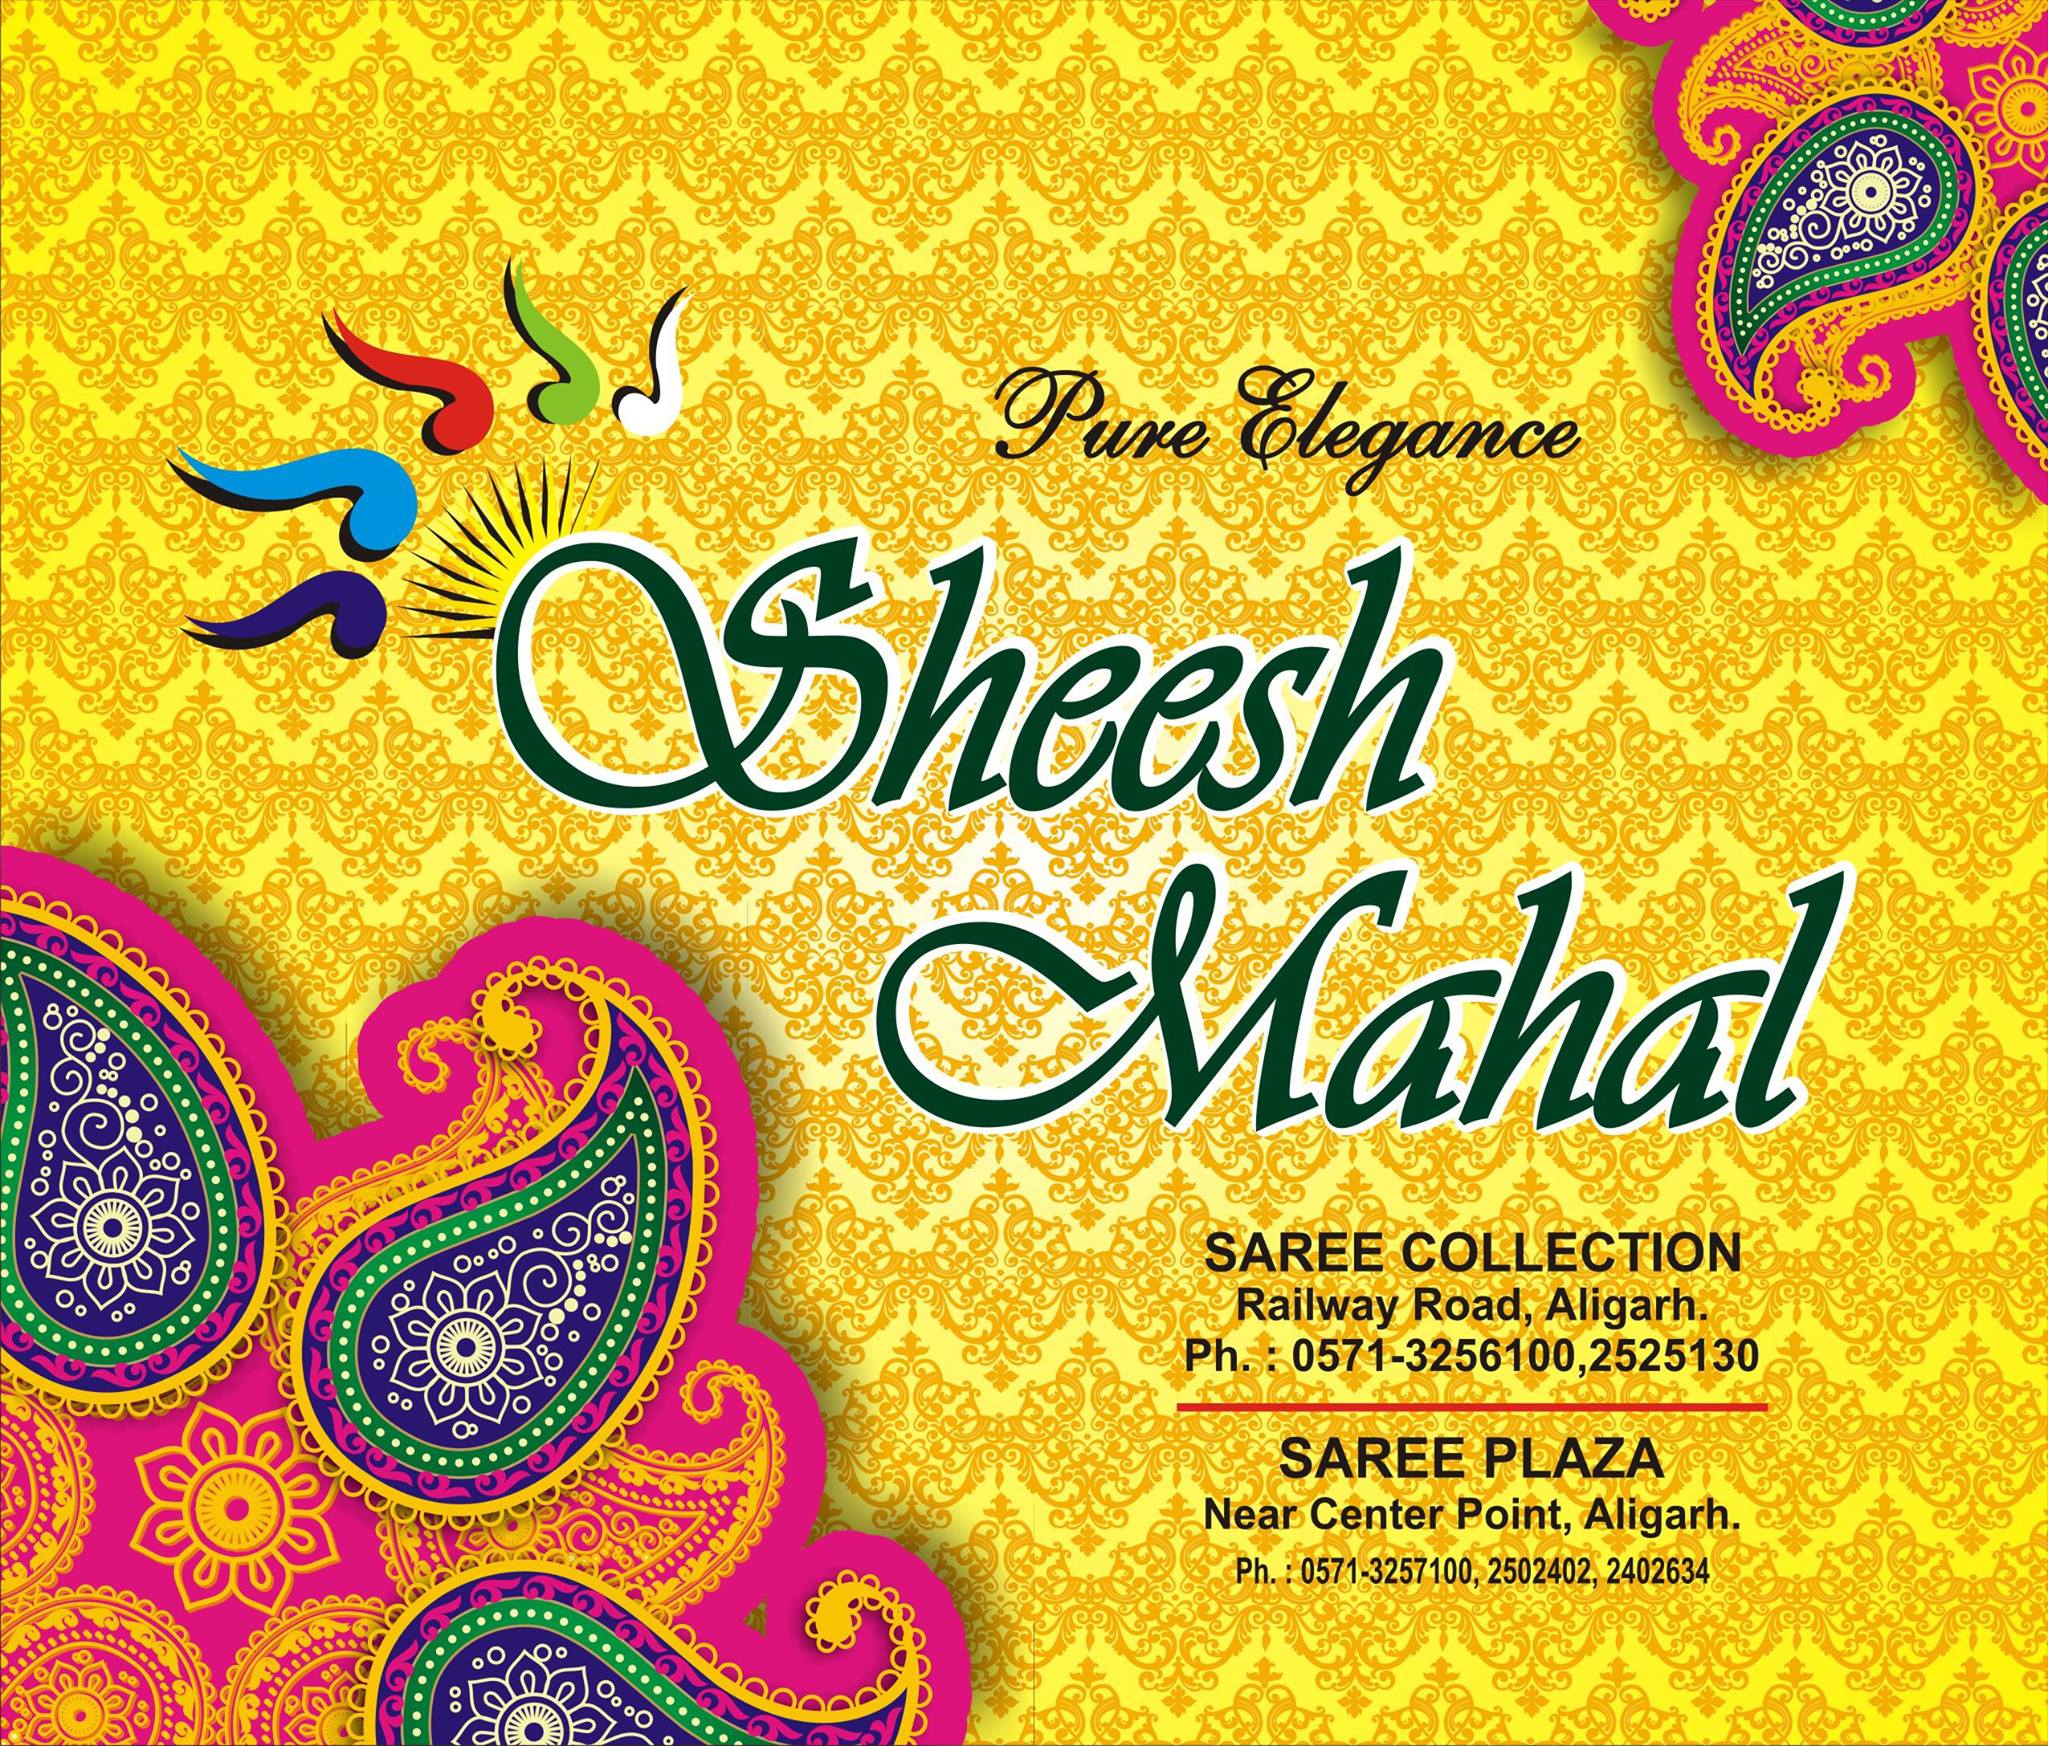 Pure Elegance
Sheesh
Mahal
SAREE COLLECTION
Railway Road, Aligarh.
Ph. : 0571-3256100,2525130
SAREE PLAZA
Near Center Point, Aligarh.
Ph. : 0571-3257100, 2502402, 2402634